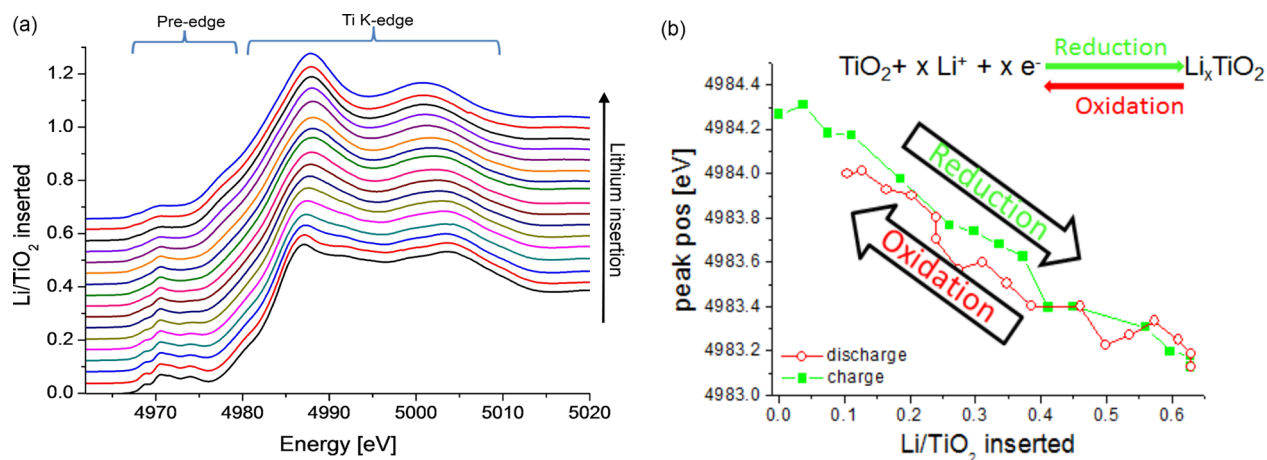 (a)
Pre-edge
Ti K-edge
Li/TiO2 inserted
1.2
1.0
0.8
0.6
0.4
0.2
0.0
Lithium insertion
4970 4980 4990 5000 5010 5020
Energy [eV]
(b)
TiO2+ x Li+ + x e-
Reduction
Oxidation
LixTiO2
peak pos [eV]
4984.4
4984.2
4984.0
4983.8
4983.6
4983.4
4983.2
4983.0
Reduction
Oxidation
discharge
charge
0.0 0.1 0.2 0.3 0.4 0.5 0.6
Li/TiO2 inserted